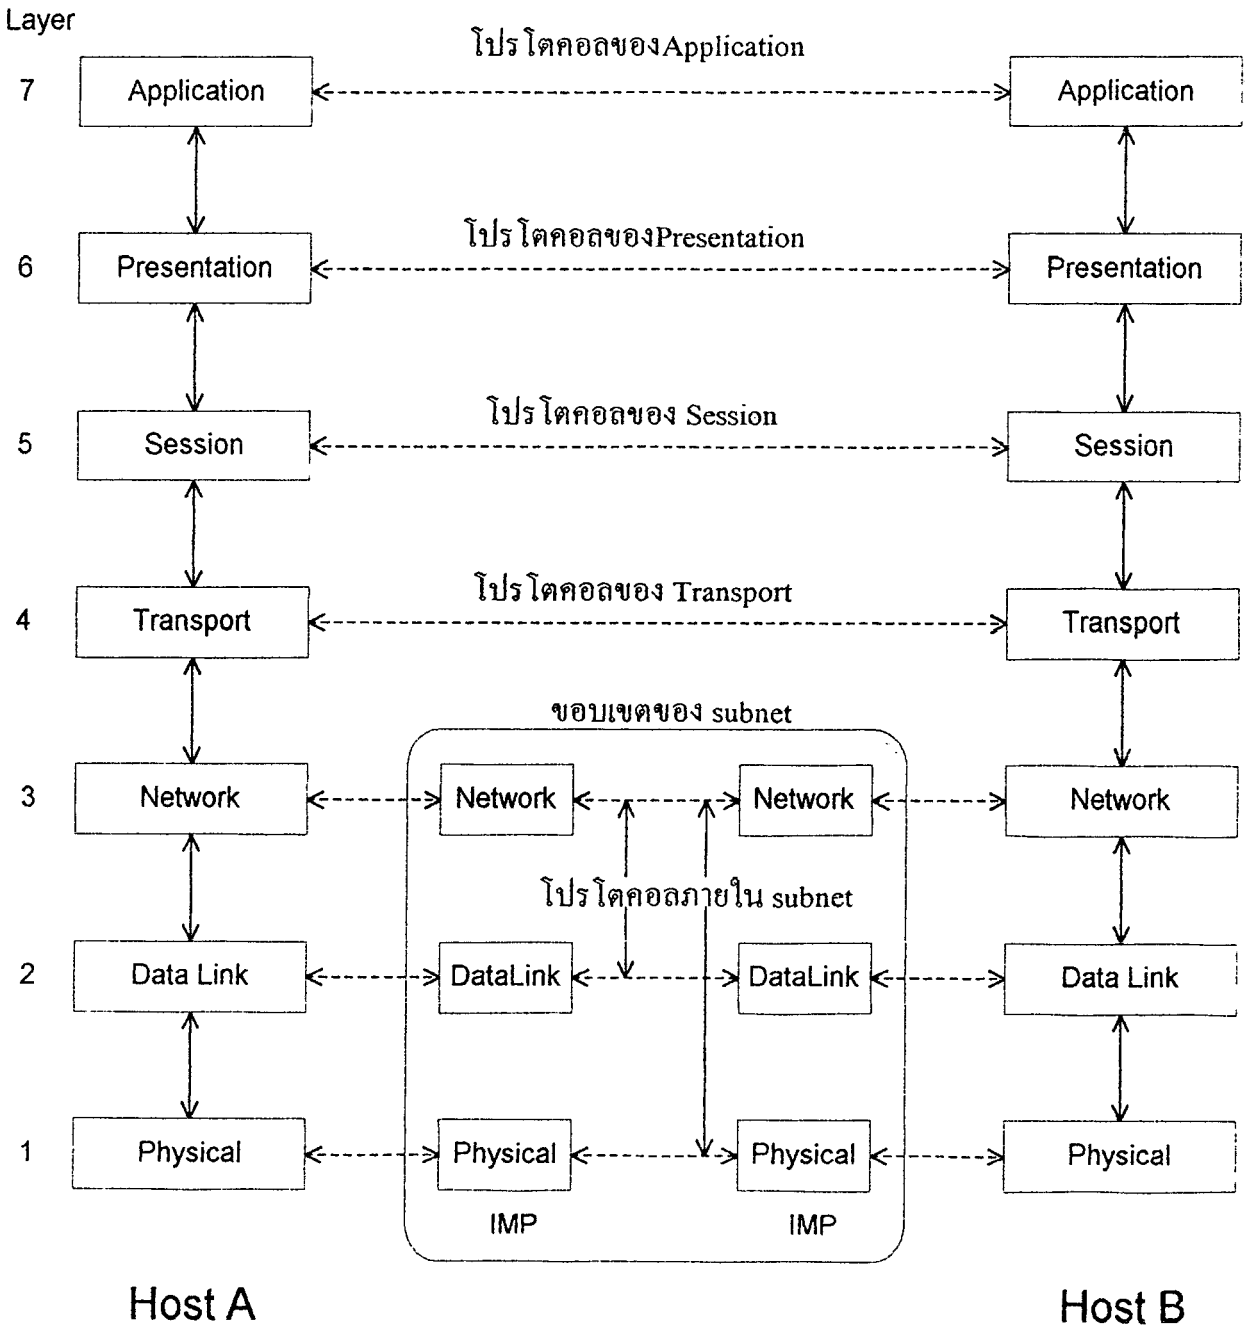 Layer
โปรโตคอลของApplication
7 Application Application
โปรโตคอลของPresentation
6 Presentation Presentation
โปรโตคอลของ Session
5 Session Session
โปรโตคอลของ Transport
4 Transport Transport
ขอบเขตของ subnet
3 Network Network Network Network
โปรโตคอลภายใน subnet
2 Data Link DataLink DataLink Data Link
1 Physical Physical Physical Physical
IMP IMP
Host A Host B